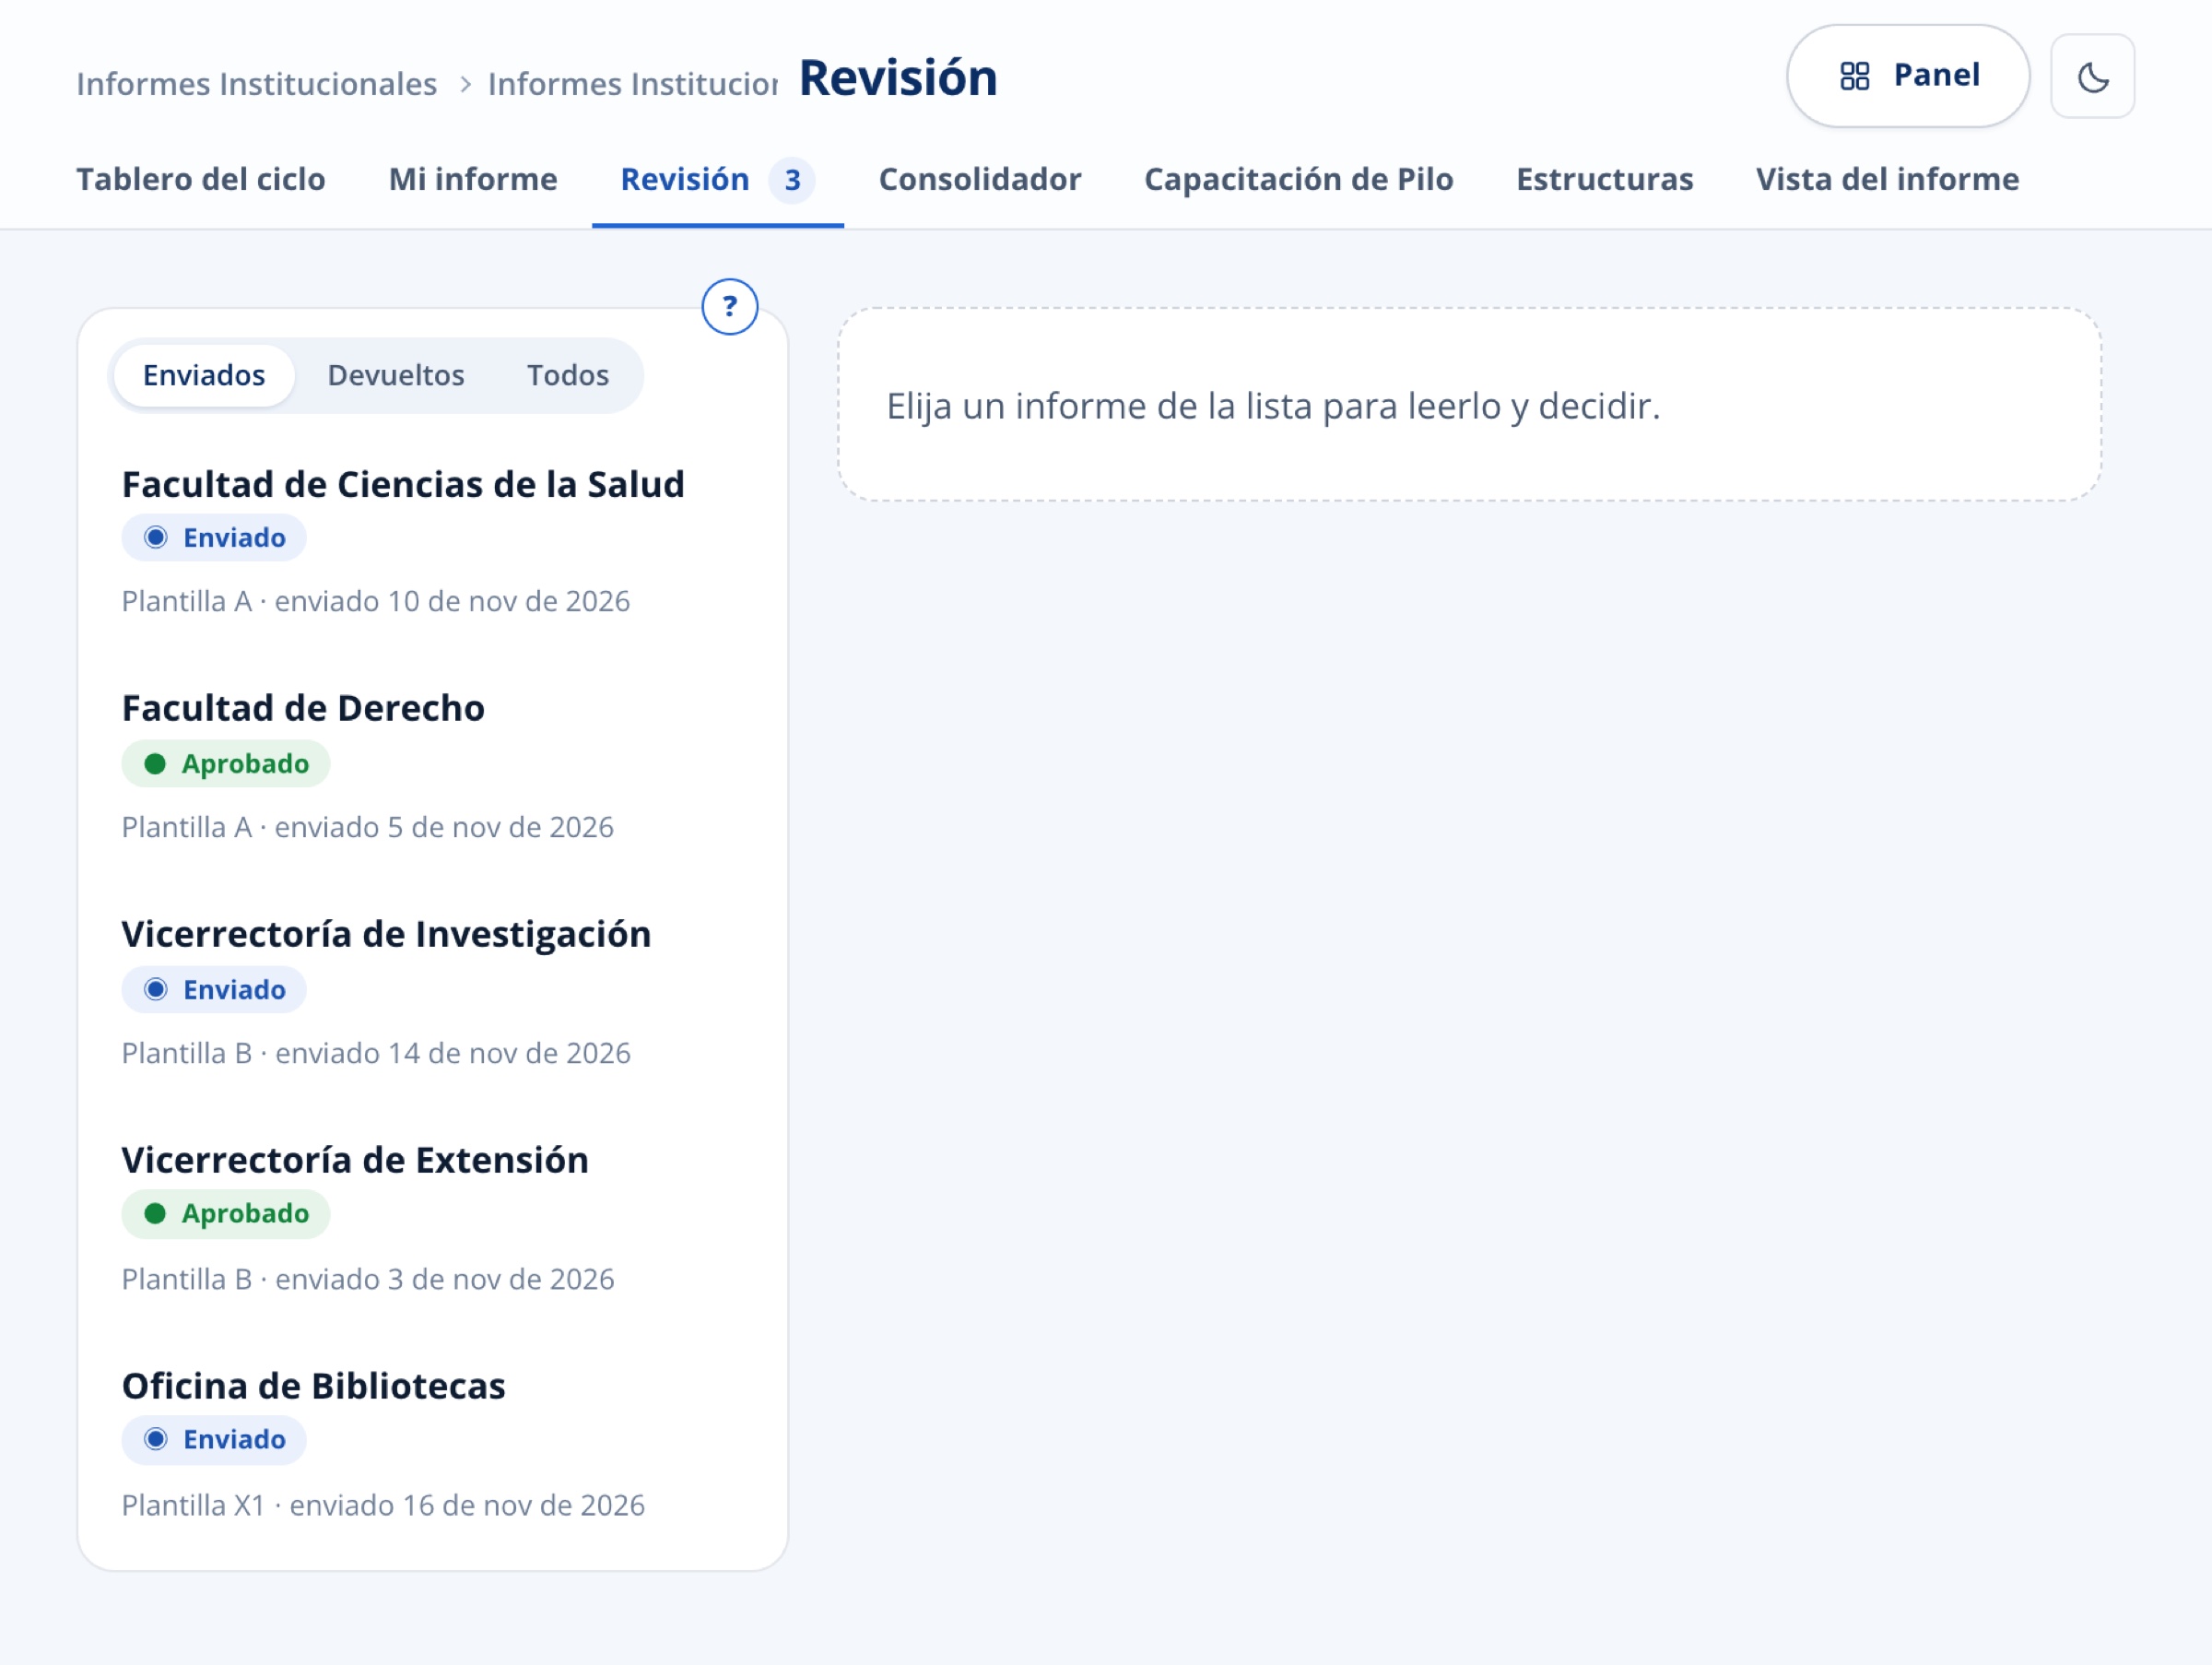 Informes Institucionales > Informes Institucior Revisión Panel
Tablero del ciclo Mi informe Revisión 3 Consolidador Capacitación de Pilo Estructuras Vista del informe
?
Enviados Devueltos Todos
Elija un informe de la lista para leerlo y decidir.
Facultad de Ciencias de la Salud
Enviado
Plantilla A · enviado 10 de nov de 2026
Facultad de Derecho
Aprobado
Plantilla A · enviado 5 de nov de 2026
Vicerrectoría de Investigación
Enviado
Plantilla B · enviado 14 de nov de 2026
Vicerrectoría de Extensión
Aprobado
Plantilla B · enviado 3 de nov de 2026
Oficina de Bibliotecas
Enviado
Plantilla X1 · enviado 16 de nov de 2026